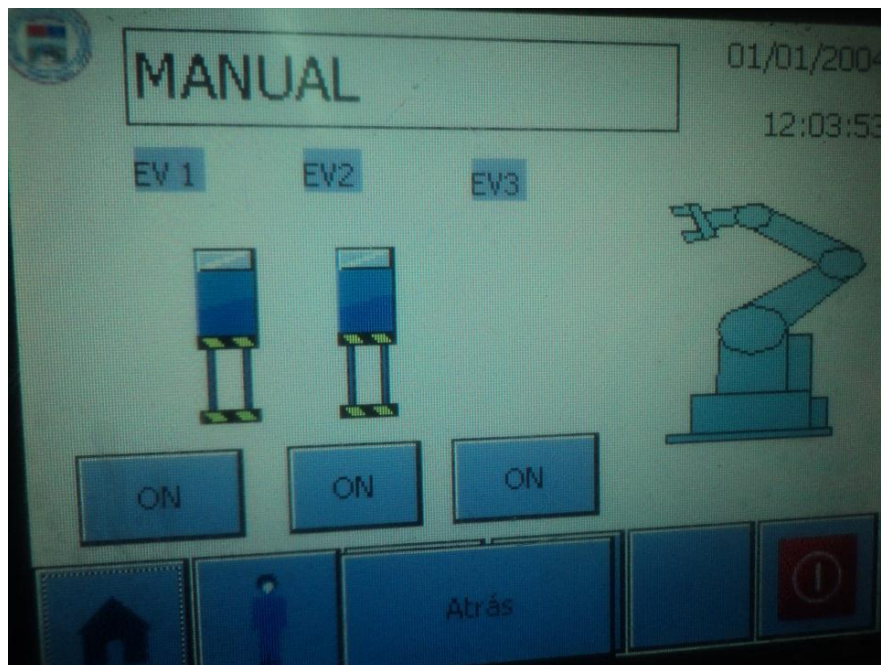 MANUAL
01/01/2004
12:03:53
EV 1 EV2 EV3
ON ON ON
Atrás